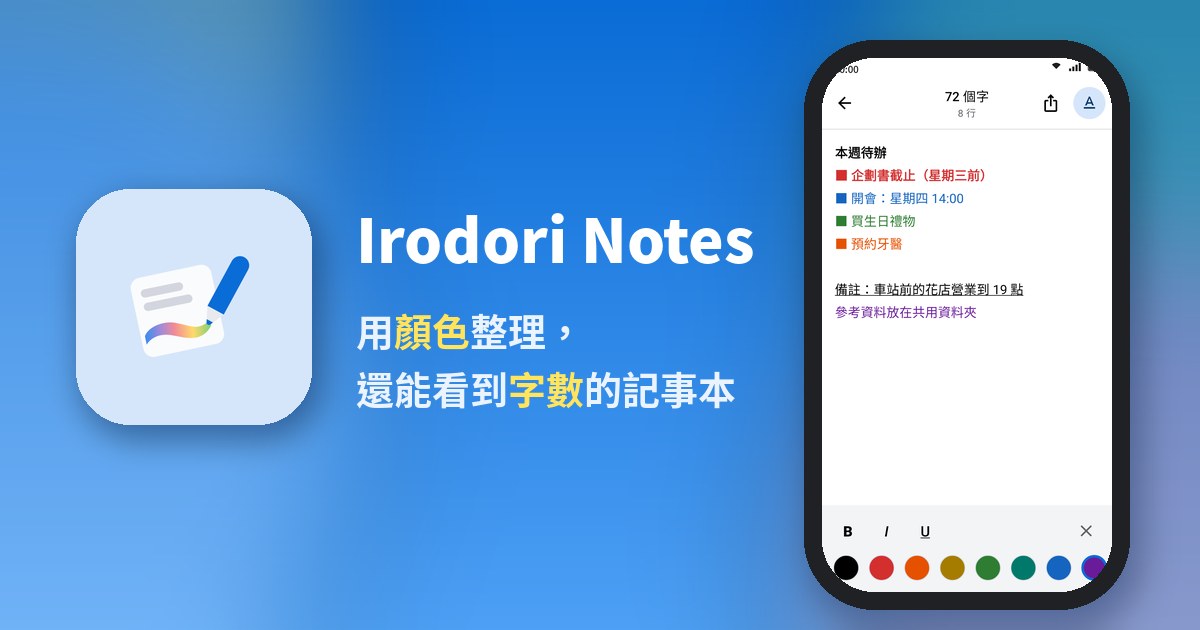 Irodori Notes
用顏色整理，
還能看到字數的記事本
72 個字
8 行
A
本週待辦
企劃書截止（星期三前）
開會：星期四 14:00
買生日禮物
預約牙醫
備註：車站前的花店營業到 19 點
參考資料放在共用資料夾
B I U